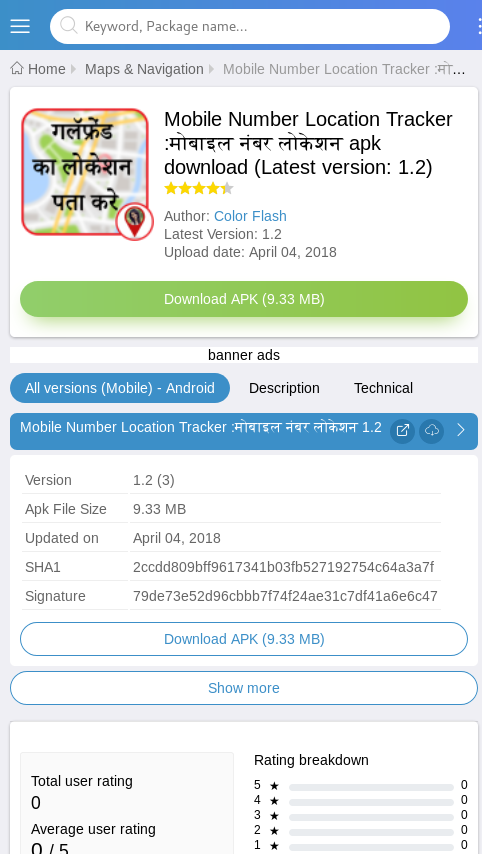 Keyword, Package name...
Home Maps & Navigation Mobile Number Location Tracker :मो...
गर्लफ्रेंड
का लोकेशन
पता करे
Mobile Number Location Tracker
:मोबाइल नंबर लोकेशन apk
download (Latest version: 1.2)
Author: Color Flash
Latest Version: 1.2
Upload date: April 04, 2018
Download APK (9.33 MB)
banner ads
All versions (Mobile) - Android Description Technical
Mobile Number Location Tracker :मोबाइल नंबर लोकेशन 1.2
Version 1.2 (3)
Apk File Size 9.33 MB
Updated on April 04, 2018
SHA1 2ccdd809bff9617341b03fb527192754c64a3a7f
Signature 79de73e52d96cbbb7f74f24ae31c7df41a6e6c47
Download APK (9.33 MB)
Show more
Rating breakdown
Total user rating
0
Average user rating
0 / 5
5 ★ 0
4 ★ 0
3 ★ 0
2 ★ 0
1 ★ 0